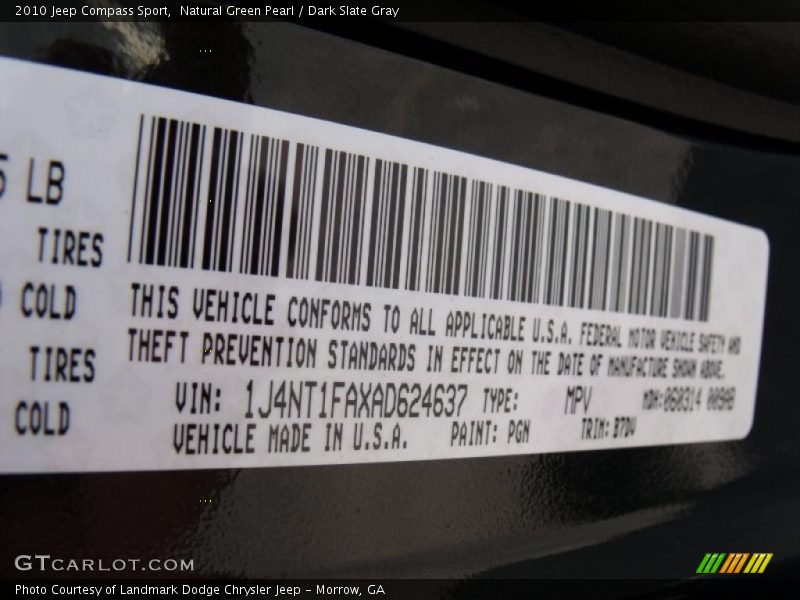 2010 Jeep Compass Sport,  Natural Green Pearl / Dark Slate Gray
LB
TIRES
COLD
TIRES
COLD
THIS VEHICLE CONFORMS TO ALL APPLICABLE U.S.A. FEDERAL MOTOR VEHICLE SAFETY AND
THEFT PREVENTION STANDARDS IN EFFECT ON THE DATE OF MANUFACTURE SHOWN ABOVE.
VIN: 1J4NT1FAXAD624637 TYPE: MPV MDH: 060314
VEHICLE MADE IN U.S.A. PAINT: PGN TRIM: B7DV
GTCARLOT.COM
Photo Courtesy of Landmark Dodge Chrysler Jeep - Morrow, GA